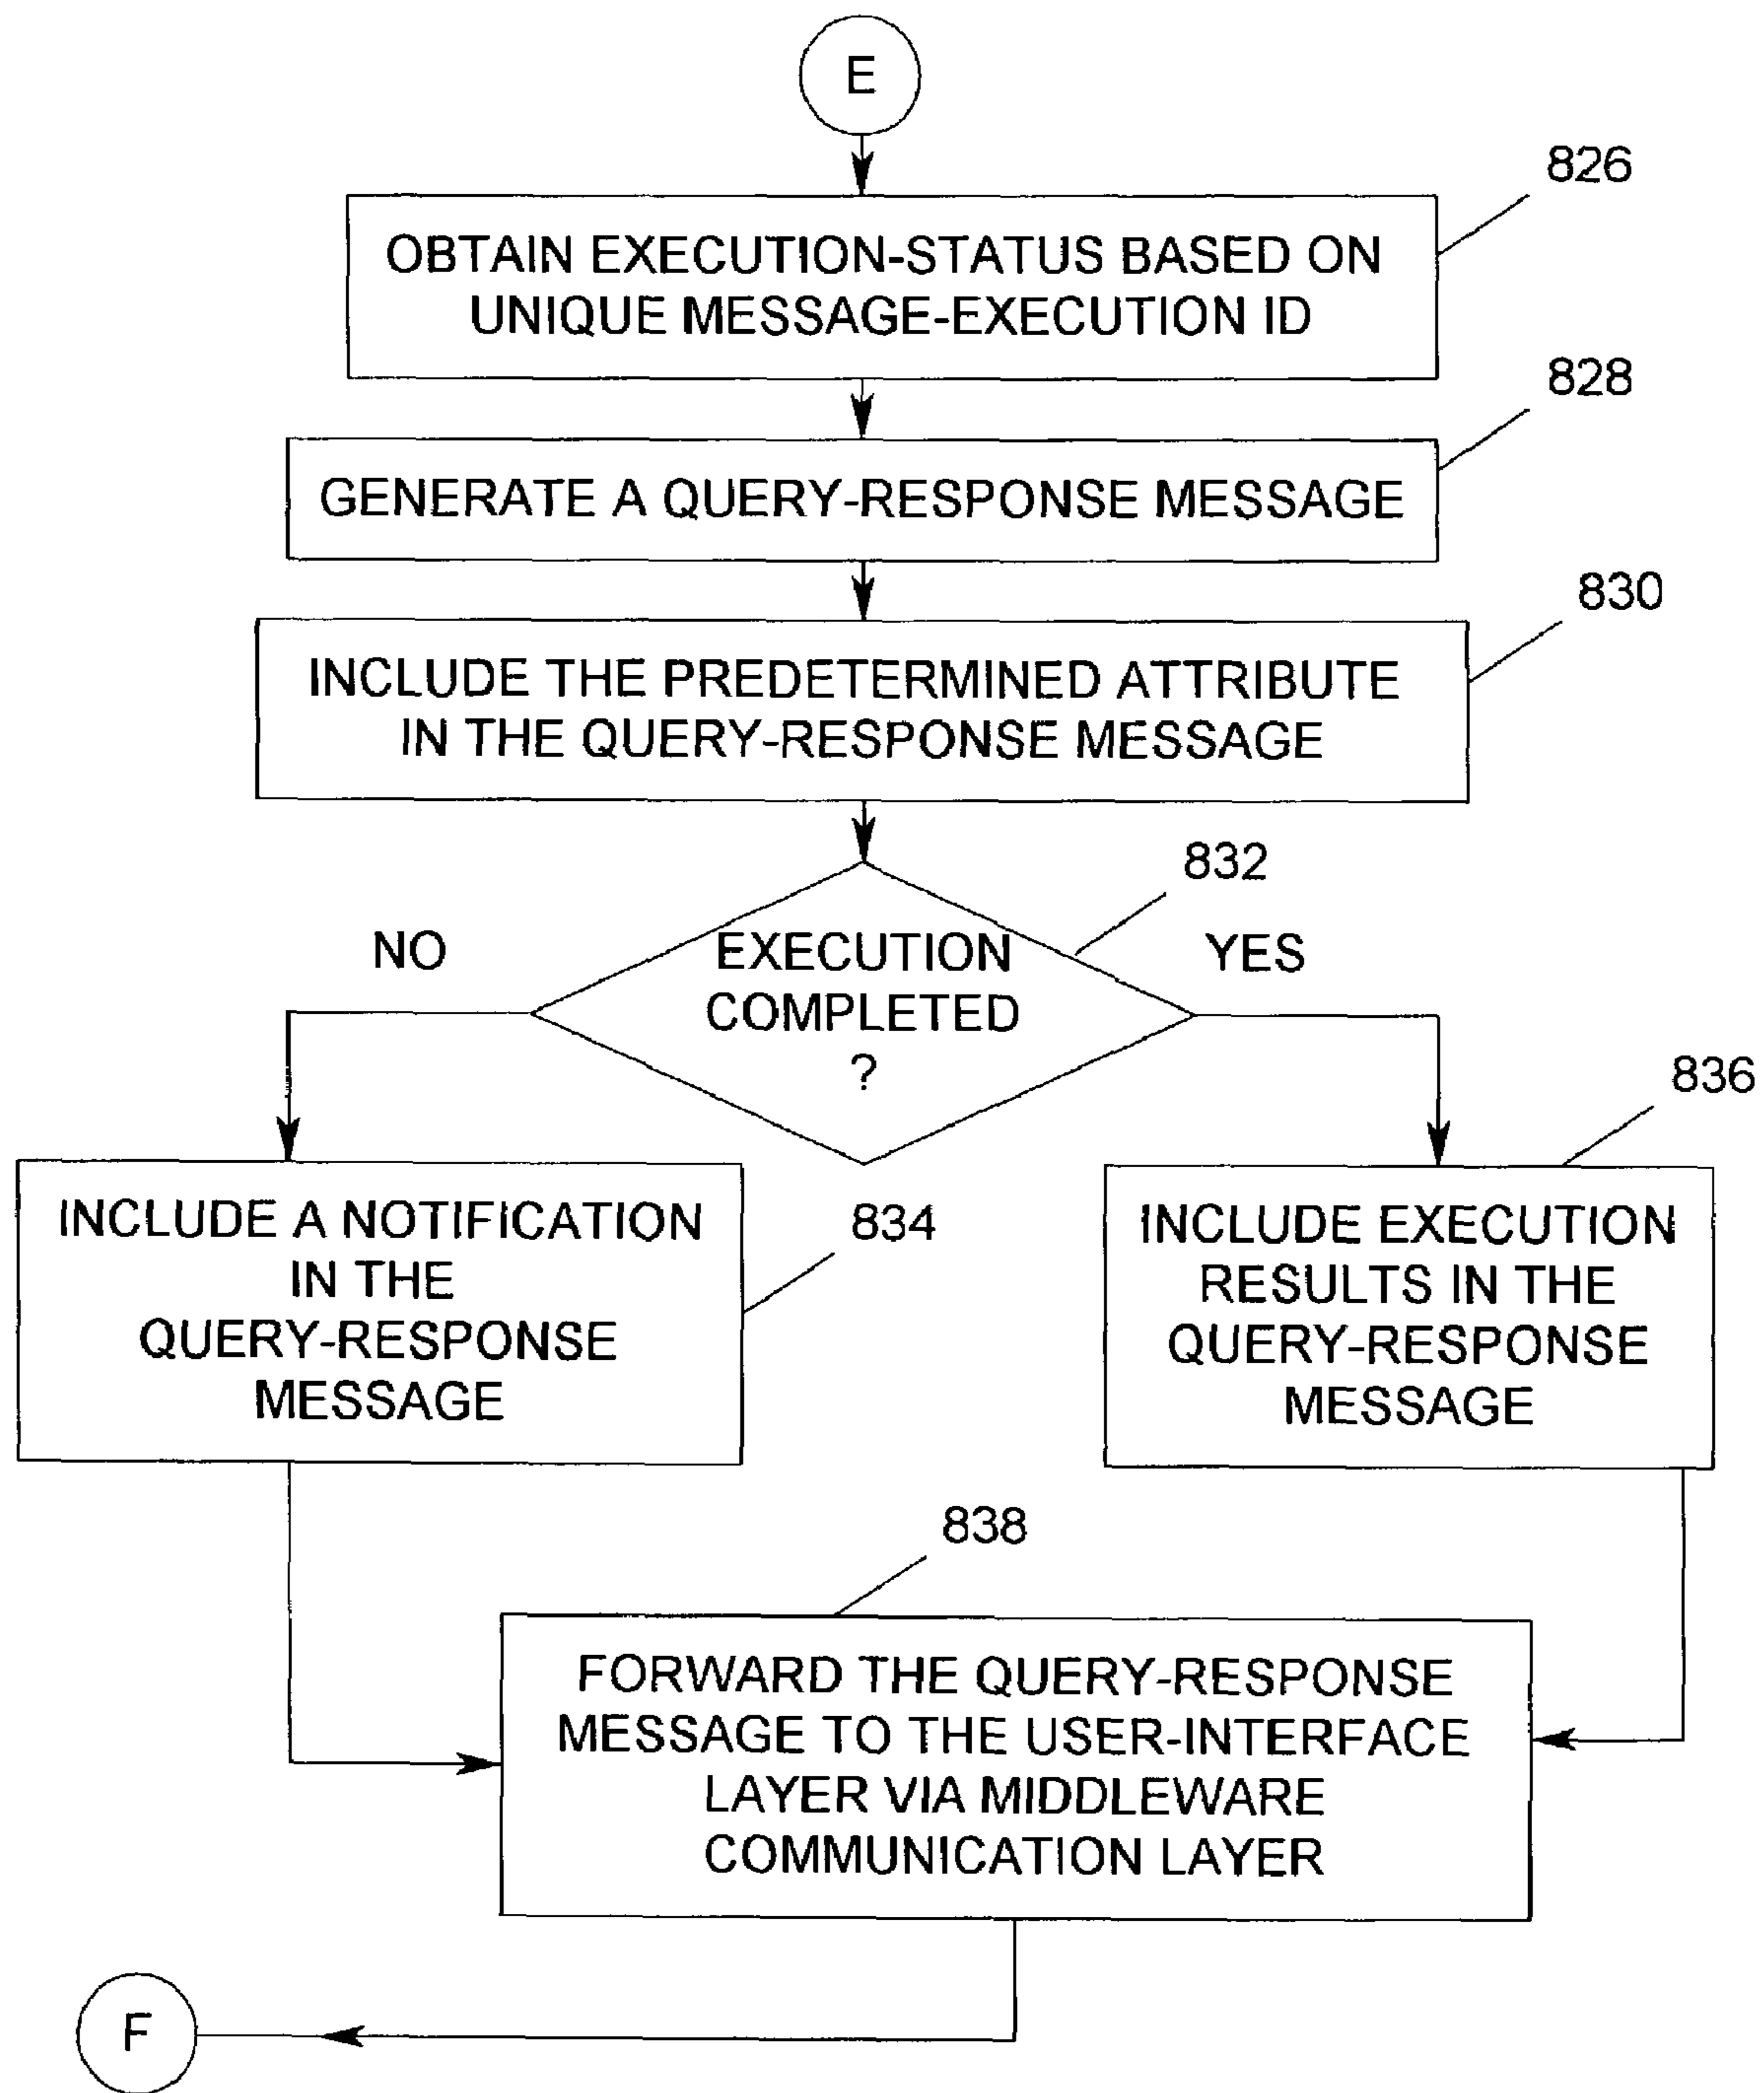 E
826
OBTAIN EXECUTION-STATUS BASED ON
UNIQUE MESSAGE-EXECUTION ID
828
GENERATE A QUERY-RESPONSE MESSAGE
830
INCLUDE THE PREDETERMINED ATTRIBUTE
IN THE QUERY-RESPONSE MESSAGE
832
NO
EXECUTION
COMPLETED
?
YES
834
INCLUDE A NOTIFICATION
IN THE
QUERY-RESPONSE
MESSAGE
836
INCLUDE EXECUTION
RESULTS IN THE
QUERY-RESPONSE
MESSAGE
838
FORWARD THE QUERY-RESPONSE
MESSAGE TO THE USER-INTERFACE
LAYER VIA MIDDLEWARE
COMMUNICATION LAYER
F